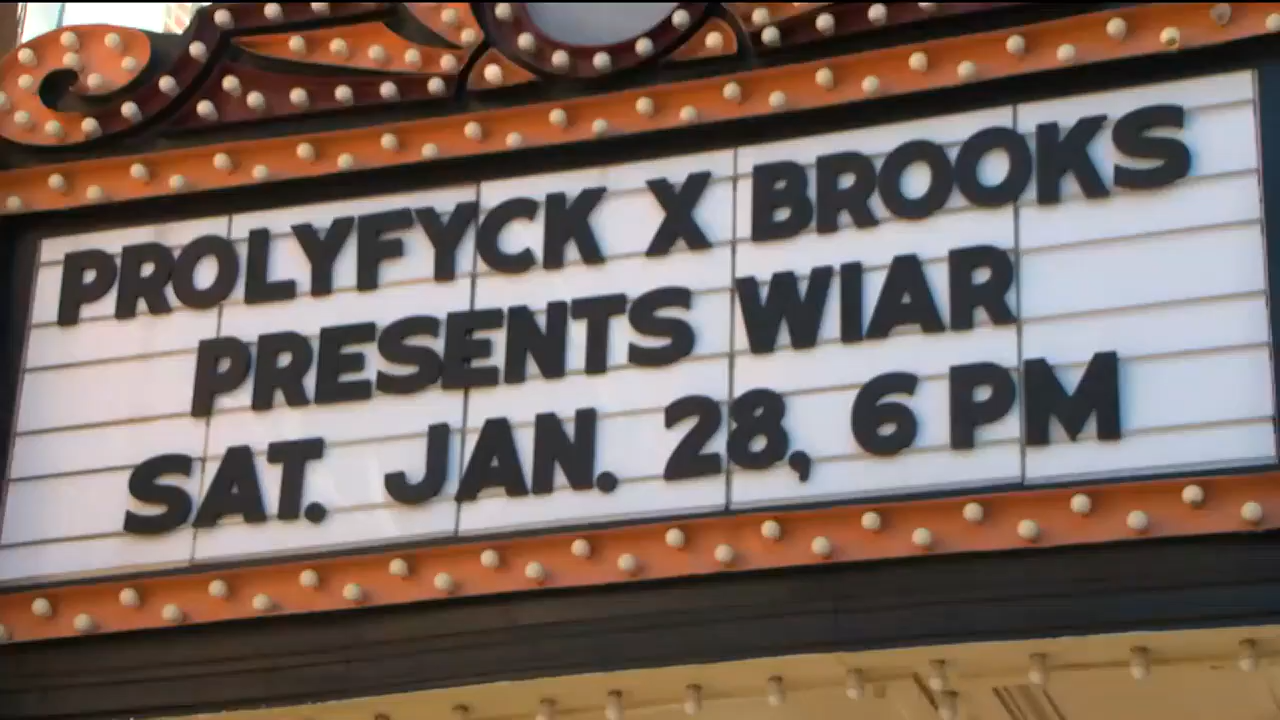 PROLYFYCK X BROOKS
PRESENTS WIAR
SAT. JAN. 28, 6 PM